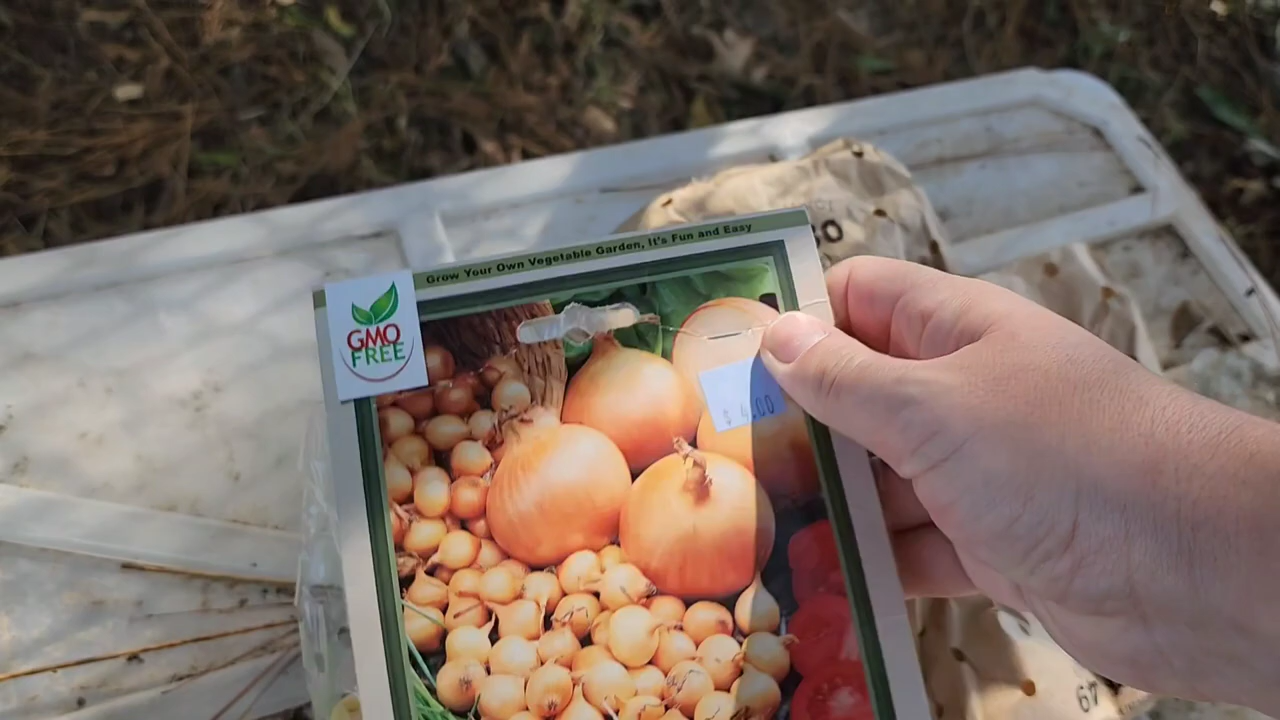 Grow Your Own Vegetable Garden, It's Fun and Easy
GMO
FREE
$ 4.00
67